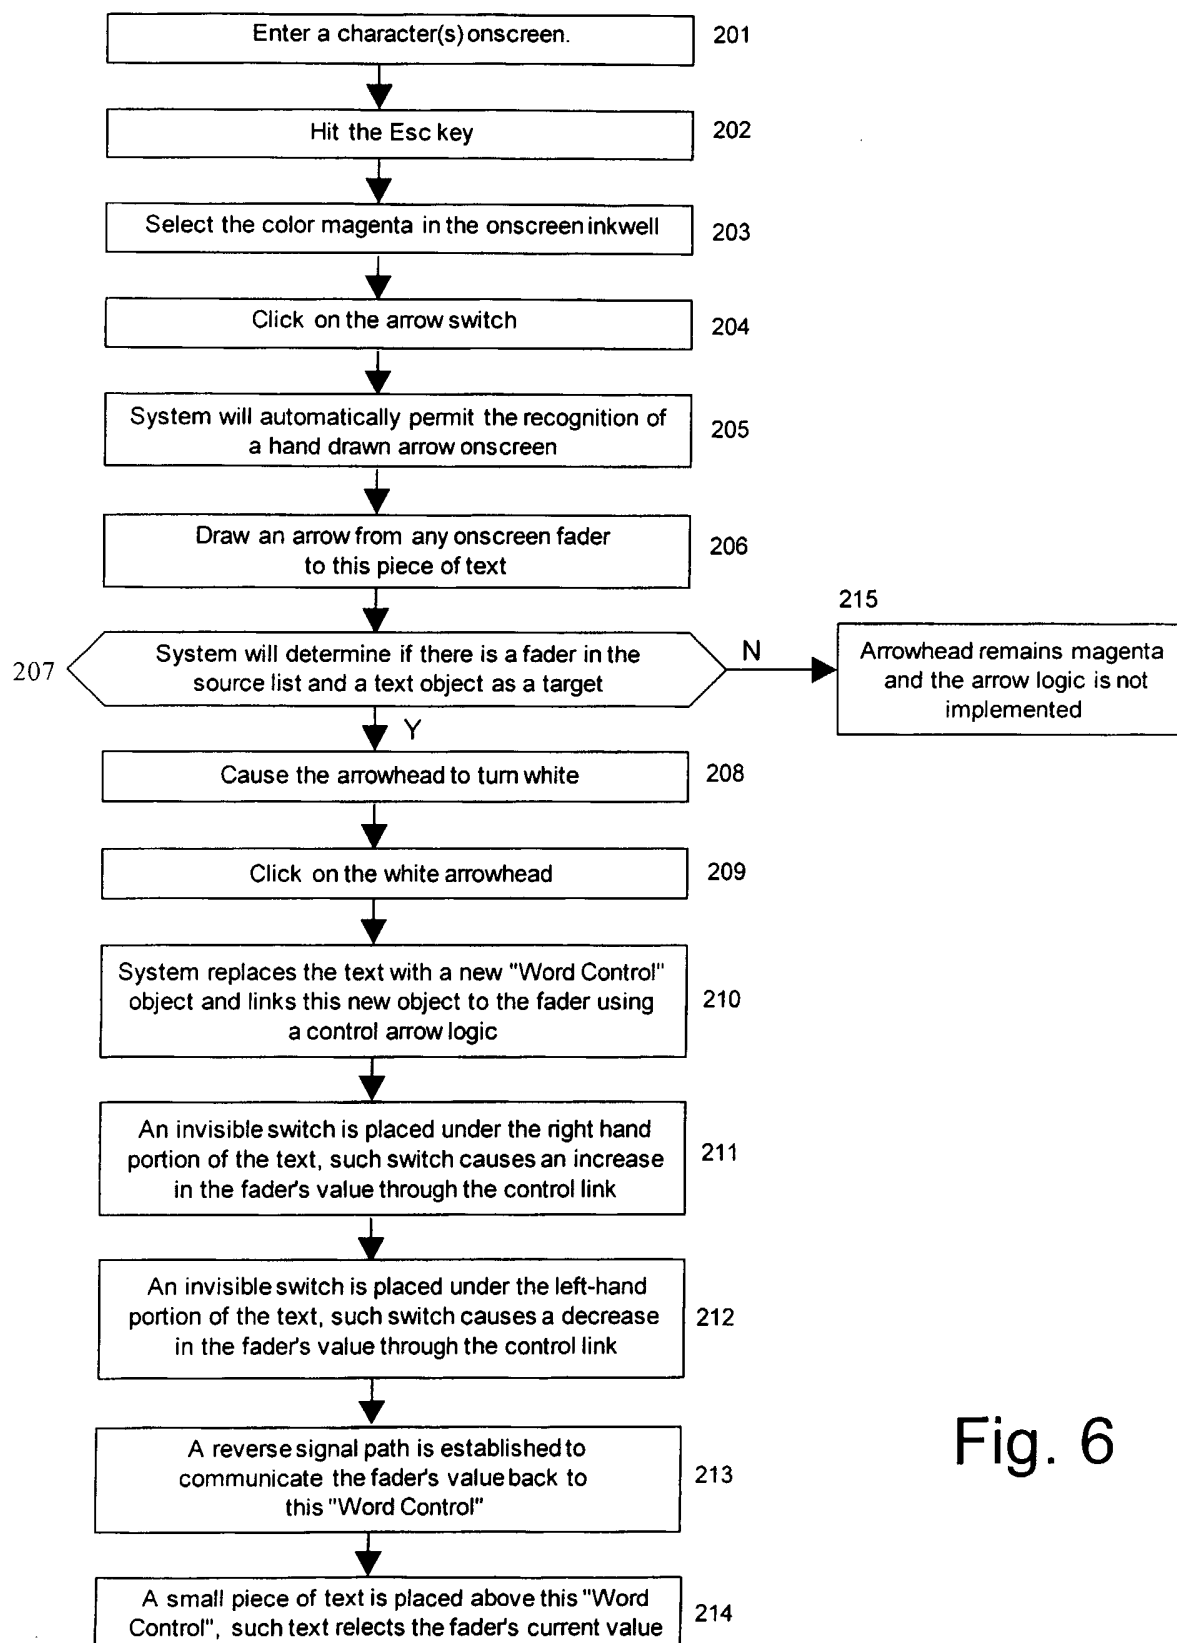 Enter a character(s) onscreen.
201
Hit the Esc key
202
Select the color magenta in the onscreen inkwell
203
Click on the arrow switch
204
System will automatically permit the recognition of
a hand drawn arrow onscreen
205
Draw an arrow from any onscreen fader
to this piece of text
206
207
System will determine if there is a fader in the
source list and a text object as a target
N
215
Arrowhead remains magenta
and the arrow logic is not
implemented
Y
Cause the arrowhead to turn white
208
Click on the white arrowhead
209
System replaces the text with a new "Word Control"
object and links this new object to the fader using
a control arrow logic
210
An invisible switch is placed under the right hand
portion of the text, such switch causes an increase
in the fader's value through the control link
211
An invisible switch is placed under the left-hand
portion of the text, such switch causes a decrease
in the fader's value through the control link
212
A reverse signal path is established to
communicate the fader's value back to
this "Word Control"
213
A small piece of text is placed above this "Word
Control", such text relects the fader's current value
214
Fig. 6